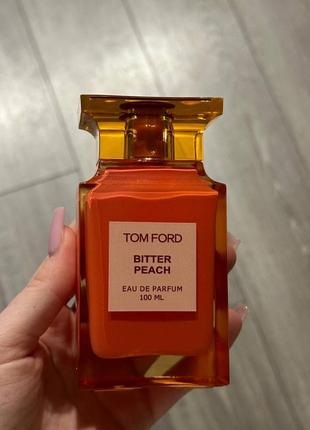 TOM FORD
BITTER
PEACH
EAU DE PARFUM
100 ML